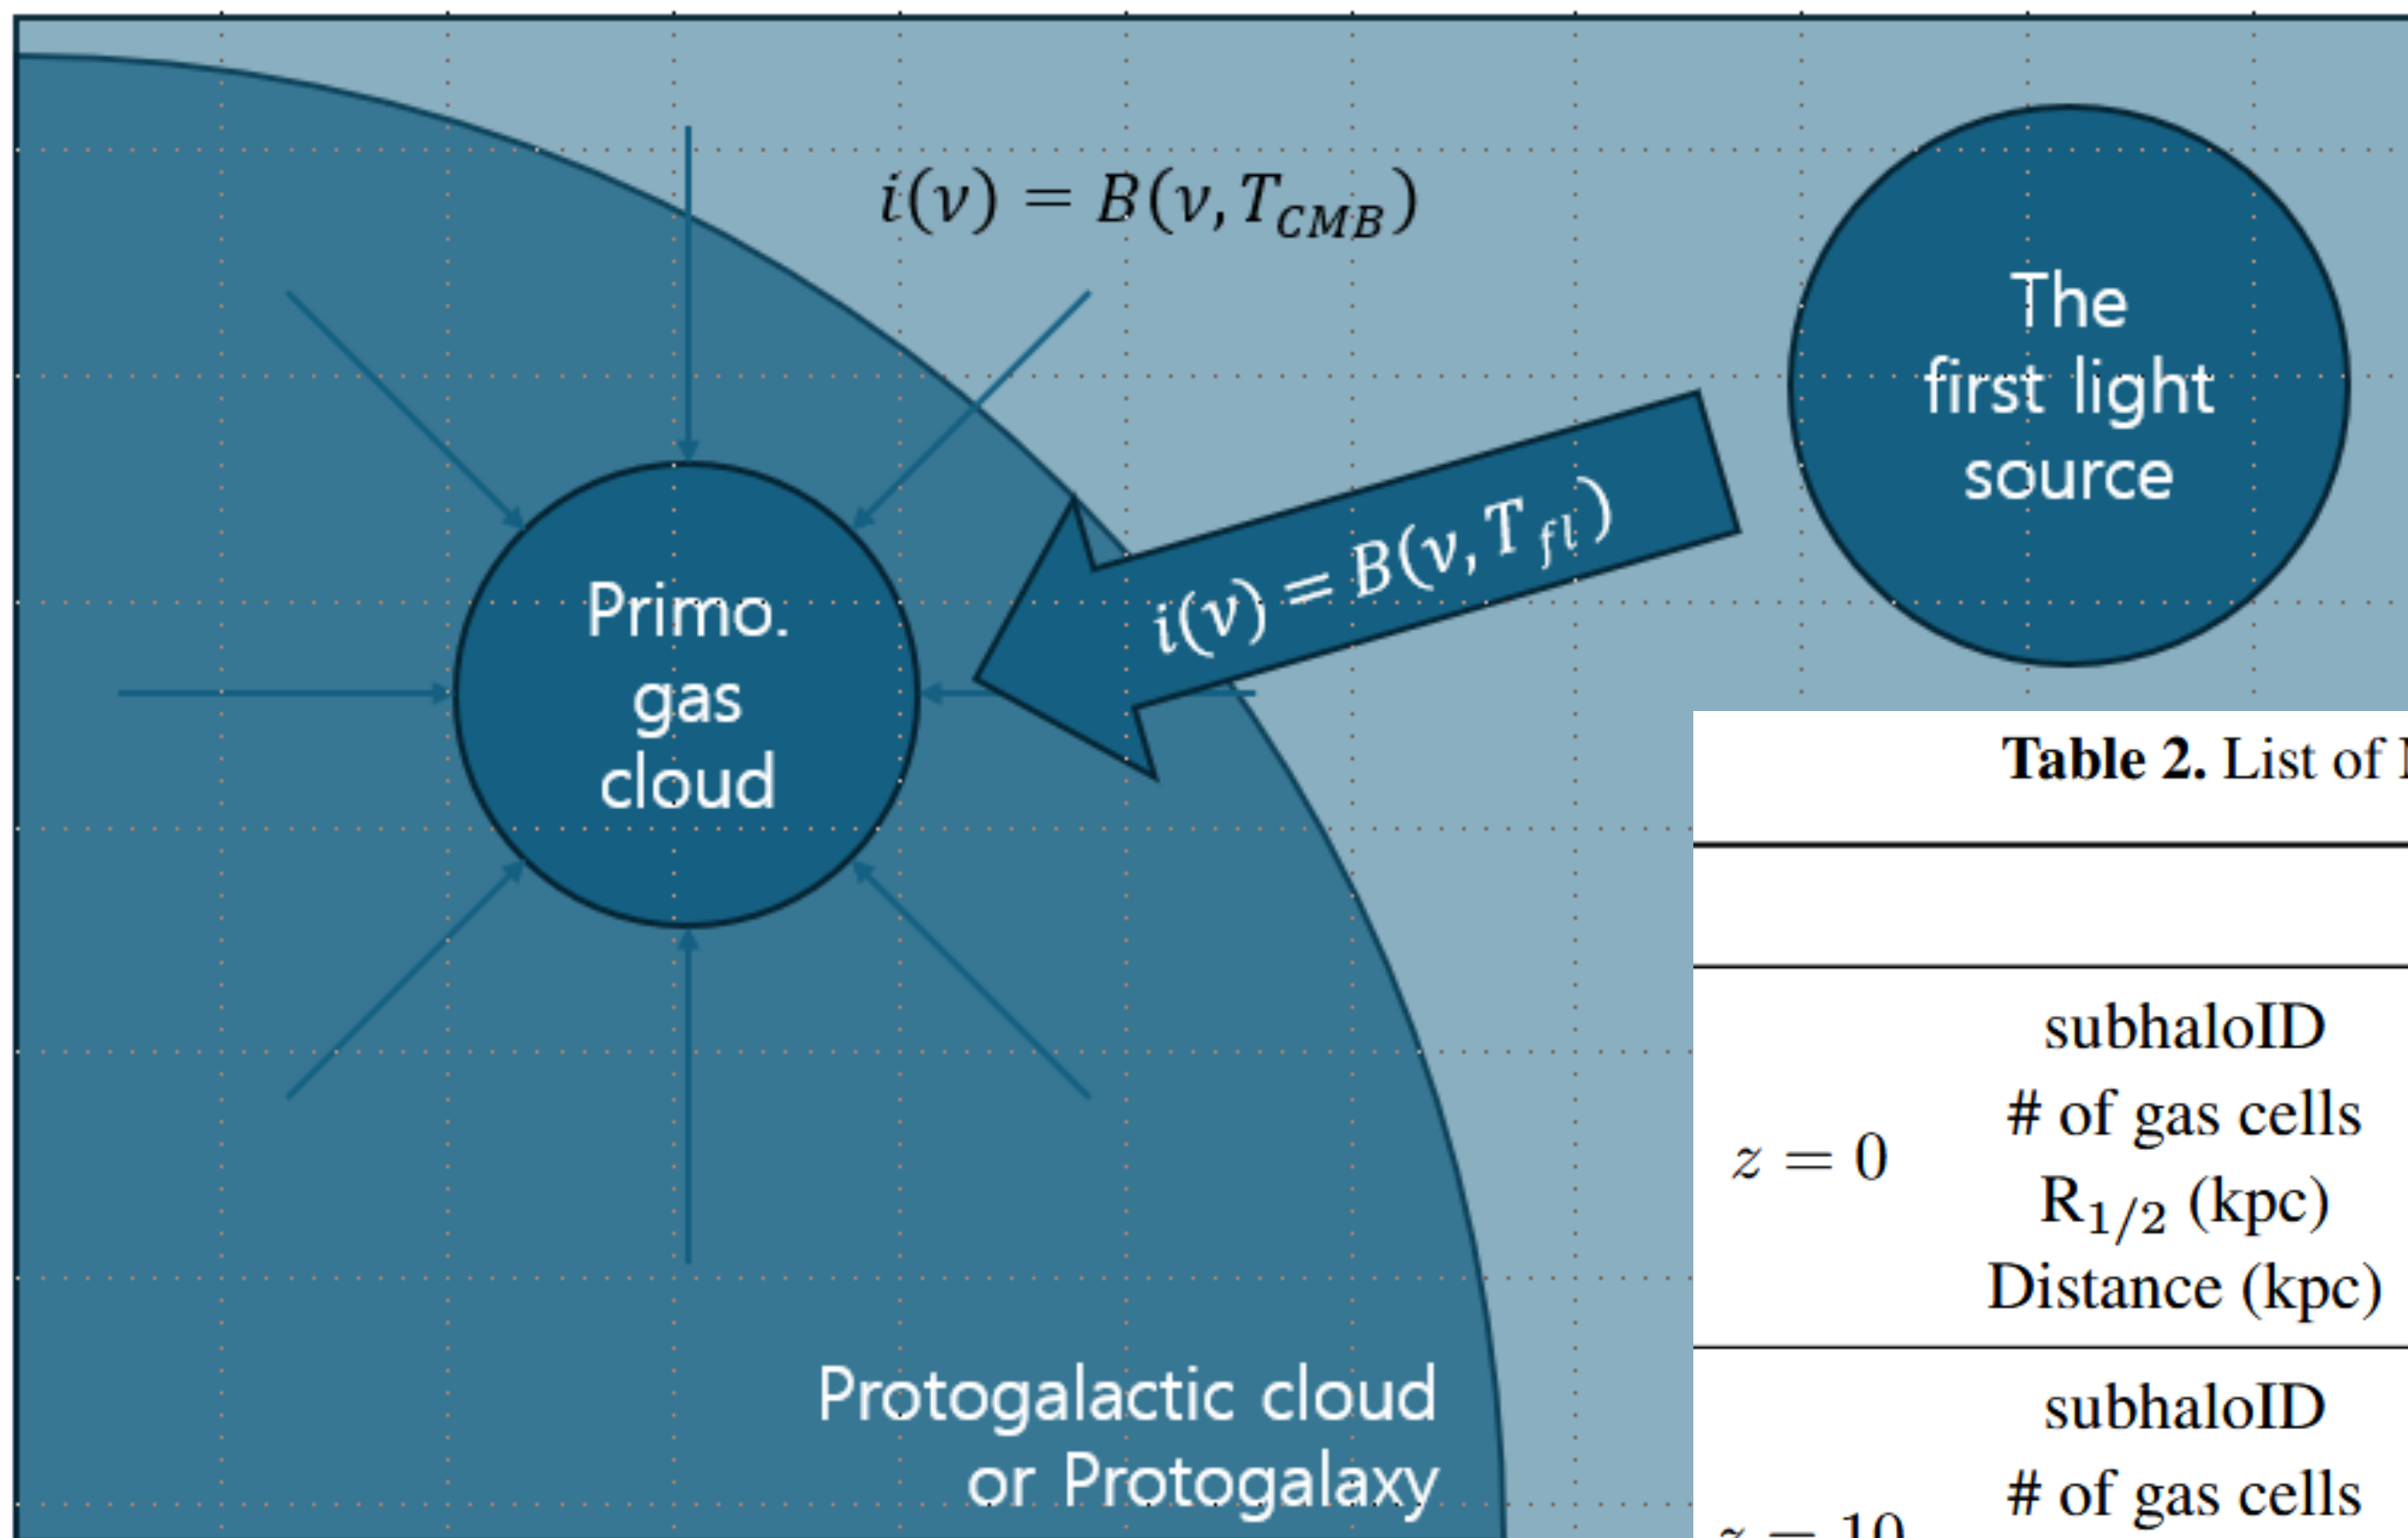 i(ν) = B(ν, T_CMB)
The
first light
source
i(ν) = B(ν, T_fl)
Primo.
gas
cloud
Protogalactic cloud
or Protogalaxy
Table 2. List of
subhaloID
# of gas cells
z = 0
R_1/2 (kpc)
Distance (kpc)
subhaloID
# of gas cells
z = 10